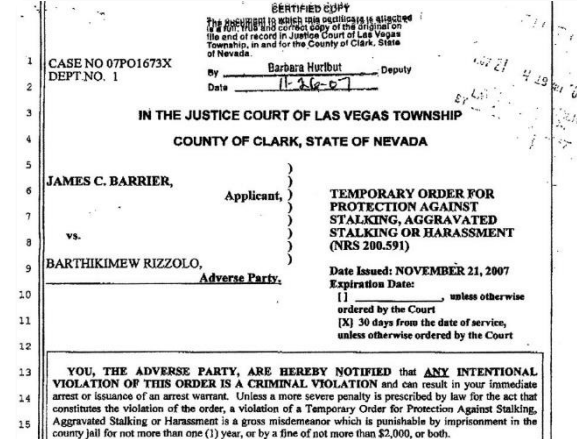 CERTIFIED COPY
The document to which this certificate is attached
is a full, true and correct copy of the original on
file and of record in Justice Court of Las Vegas
Township, in and for the County of Clark, State
of Nevada.
By Barbara Hurlbut Deputy
Date 11-26-07
1 CASE NO 07PO1673X
DEPT.NO. 1
2
3 IN THE JUSTICE COURT OF LAS VEGAS TOWNSHIP
4 COUNTY OF CLARK, STATE OF NEVADA
5 )
6 JAMES C. BARRIER, )
Applicant, ) TEMPORARY ORDER FOR
) PROTECTION AGAINST
7 ) STALKING, AGGRAVATED
8 vs. ) STALKING OR HARASSMENT
) (NRS 200.591)
9 BARTHIKIMEW RIZZOLO, )
Adverse Party. Date Issued: NOVEMBER 21, 2007
Expiration Date:
10 [ ] ____________, unless otherwise
ordered by the Court
11 [X] 30 days from the date of service,
unless otherwise ordered by the Court
12
13 YOU, THE ADVERSE PARTY, ARE HEREBY NOTIFIED that ANY INTENTIONAL
VIOLATION OF THIS ORDER IS A CRIMINAL VIOLATION and can result in your immediate
14 arrest or issuance of an arrest warrant. Unless a more severe penalty is prescribed by law for the act that
constitutes the violation of the order, a violation of a Temporary Order for Protection Against Stalking,
15 Aggravated Stalking or Harassment is a gross misdemeanor which is punishable by imprisonment in the
county jail for not more than one (1) year, or by a fine of not more than $2,000, or both.